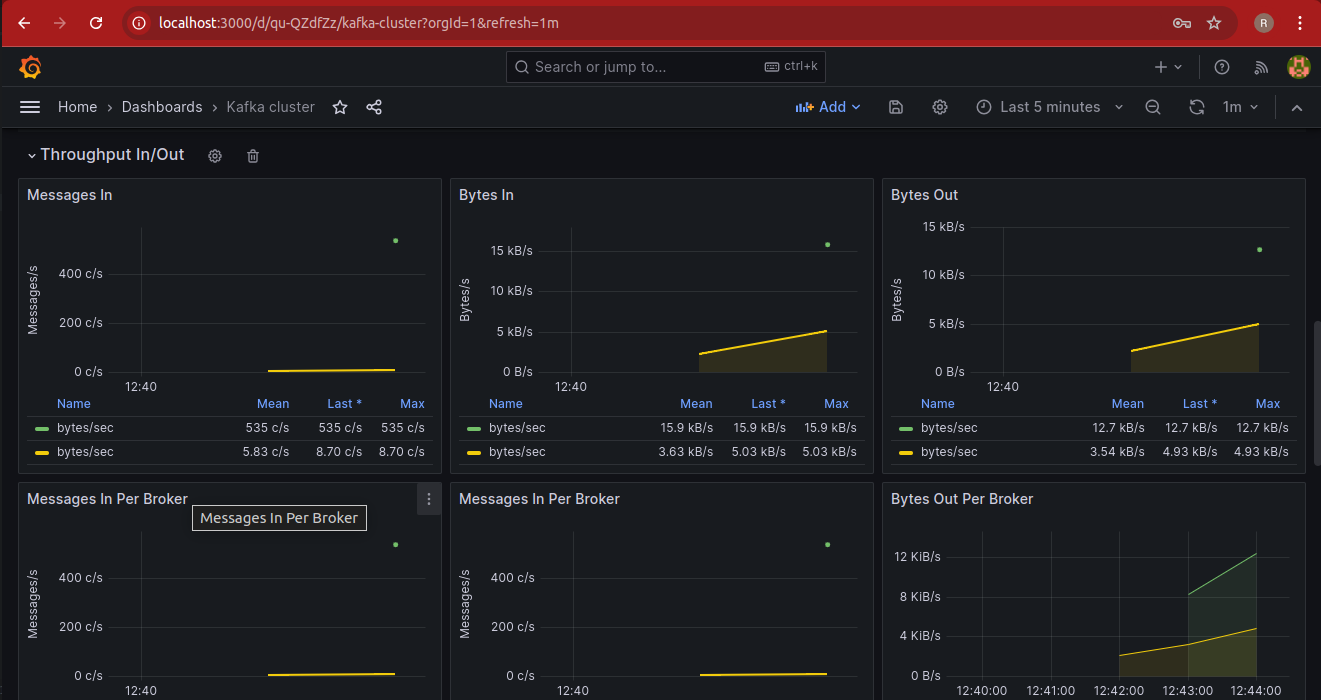 localhost:3000/d/qu-QZdfZz/kafka-cluster?orgId=1&refresh=1m
R
Search or jump to...
ctrl+k
Home
Dashboards
Kafka cluster
Add
Last 5 minutes
1m
Throughput In/Out
Messages In
Messages/s
400 c/s
200 c/s
0 c/s
12:40
Name Mean Last * Max
bytes/sec 535 c/s 535 c/s 535 c/s
bytes/sec 5.83 c/s 8.70 c/s 8.70 c/s
Bytes In
Bytes/s
15 kB/s
10 kB/s
5 kB/s
0 B/s
12:40
Name Mean Last * Max
bytes/sec 15.9 kB/s 15.9 kB/s 15.9 kB/s
bytes/sec 3.63 kB/s 5.03 kB/s 5.03 kB/s
Bytes Out
Bytes/s
15 kB/s
10 kB/s
5 kB/s
0 B/s
12:40
Name Mean Last * Max
bytes/sec 12.7 kB/s 12.7 kB/s 12.7 kB/s
bytes/sec 3.54 kB/s 4.93 kB/s 4.93 kB/s
Messages In Per Broker
Messages In Per Broker
Messages/s
400 c/s
200 c/s
0 c/s
12:40
Messages In Per Broker
Messages/s
400 c/s
200 c/s
0 c/s
12:40
Bytes Out Per Broker
12 KiB/s
8 KiB/s
4 KiB/s
0 B/s
12:40:00 12:41:00 12:42:00 12:43:00 12:44:00